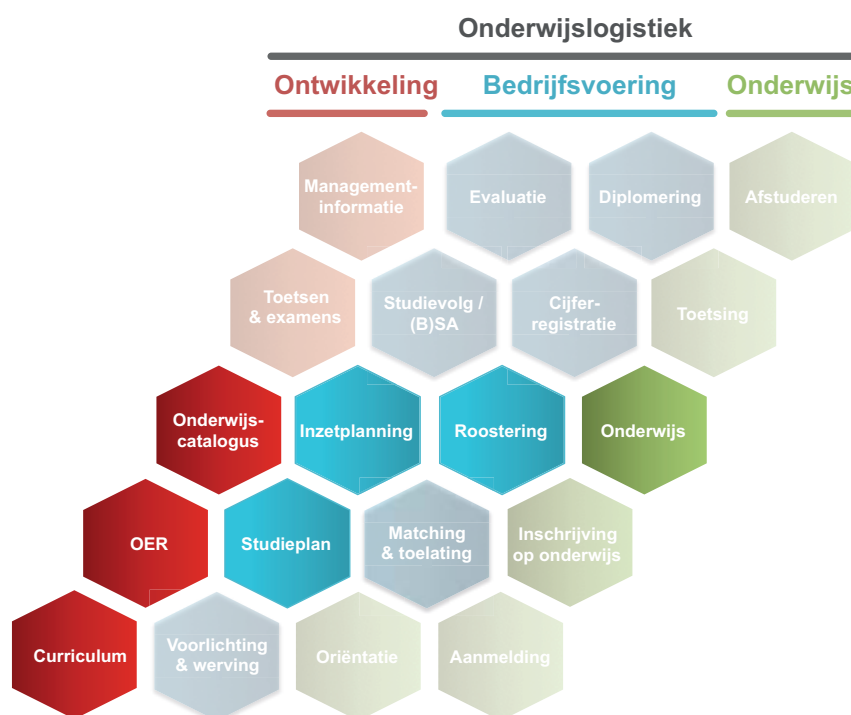 Onderwijslogistiek
Ontwikkeling
Bedrijfsvoering
Onderwijs
Management-
informatie
Evaluatie
Diplomering
Afstuderen
Toetsen
& examens
Studievolg /
(B)SA
Cijfer-
registratie
Toetsing
Onderwijs-
catalogus
Inzetplanning
Roostering
Onderwijs
OER
Studieplan
Matching
& toelating
Inschrijving
op onderwijs
Curriculum
Voorlichting
& werving
Oriëntatie
Aanmelding